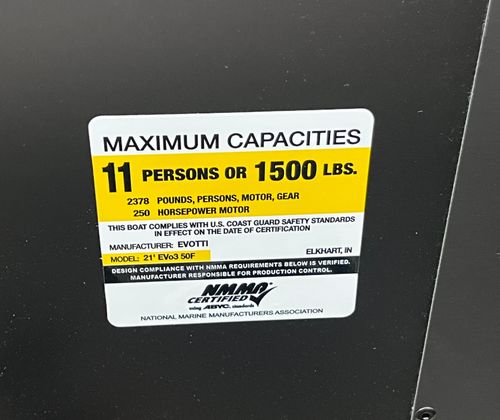 MAXIMUM CAPACITIES
11 PERSONS OR 1500 LBS.
2378 POUNDS, PERSONS, MOTOR, GEAR
250 HORSEPOWER MOTOR
THIS BOAT COMPLIES WITH U.S. COAST GUARD SAFETY STANDARDS
IN EFFECT ON THE DATE OF CERTIFICATION
MANUFACTURER: EVOTTI ELKHART, IN
MODEL: 21' EVo3 50F
DESIGN COMPLIANCE WITH NMMA REQUIREMENTS BELOW IS VERIFIED.
MANUFACTURER RESPONSIBLE FOR PRODUCTION CONTROL.
NMMA
CERTIFIED
using ABYC. standards
NATIONAL MARINE MANUFACTURERS ASSOCIATION